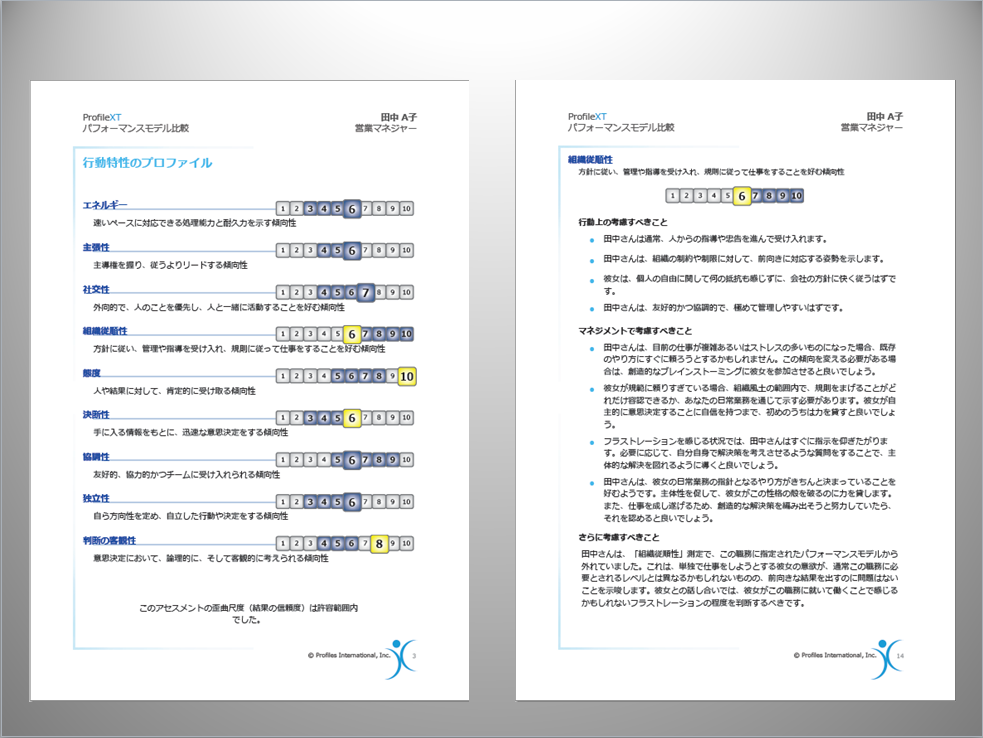 ProfileXT
パフォーマンスモデル比較
田中 A子
営業マネジャー
行動特性のプロファイル
エネルギー
1 2 3 4 5 6 7 8 9 10
速いペースに対応できる処理能力と耐久力を示す傾向性
主張性
1 2 3 4 5 6 7 8 9 10
主導権を握り、従うよりリードする傾向性
社交性
1 2 3 4 5 6 7 8 9 10
外向的で、人のことを優先し、人と一緒に活動することを好む傾向性
組織従順性
1 2 3 4 5 6 7 8 9 10
方針に従い、管理や指導を受け入れ、規則に従って仕事をすることを好む傾向性
態度
1 2 3 4 5 6 7 8 9 10
人や結果に対して、肯定的に受け取る傾向性
決断性
1 2 3 4 5 6 7 8 9 10
手に入る情報をもとに、迅速な意思決定をする傾向性
協調性
1 2 3 4 5 6 7 8 9 10
友好的、協力的かつチームに受け入れられる傾向性
独立性
1 2 3 4 5 6 7 8 9 10
自ら方向性を定め、自立した行動や決定をする傾向性
判断の客観性
1 2 3 4 5 6 7 8 9 10
意思決定において、論理的に、そして客観的に考えられる傾向性
このアセスメントの歪曲尺度（結果の信頼度）は許容範囲内
でした。
© Profiles International, Inc.
3
ProfileXT
パフォーマンスモデル比較
田中 A子
営業マネジャー
組織従順性
方針に従い、管理や指導を受け入れ、規則に従って仕事をすることを好む傾向性
1 2 3 4 5 6 7 8 9 10
行動上の考慮すべきこと
田中さんは通常、人からの指導や忠告を進んで受け入れます。
田中さんは、組織の制約や制限に対して、前向きに対応する姿勢を示します。
彼女は、個人の自由に関して何の抵抗も感じずに、会社の方針に快く従うはずで
す。
田中さんは、友好的かつ協調的で、極めて管理しやすいはずです。
マネジメントで考慮すべきこと
田中さんは、目前の仕事が複雑あるいはストレスの多いものになった場合、既存
のやり方にすぐに頼ろうとするかもしれません。この傾向を変える必要がある場
合は、創造的なブレインストーミングに彼女を参加させると良いでしょう。
彼女が規範に頼りすぎている場合、組織風土の範囲内で、規則をまげることがど
れだけ容認できるか、あなたの日常業務を通じて示す必要があります。彼女が自
主的に意思決定することに自信を持つまで、初めのうちは力を貸すと良いでしょ
う。
フラストレーションを感じる状況では、田中さんはすぐに指示を仰ぎたがりま
す。必要に応じて、自分自身で解決策を考えさせるような質問をすることで、主
体的な解決を図れるように導くと良いでしょう。
田中さんは、彼女の日常業務の指針となるやり方がきちんと決まっていることを
好むようです。主体性を促して、彼女がこの性格の殻を破るのに力を貸します。
また、仕事を成し遂げるため、創造的な解決策を編み出そうと努力していたら、
それを認めると良いでしょう。
さらに考慮すべきこと
田中さんは、「組織従順性」測定で、この職務に指定されたパフォーマンスモデルから
外れていました。これは、単独で仕事をしようとする彼女の意欲が、通常この職務に必
要とされるレベルとは異なるかもしれないものの、前向きな結果を出すのに問題はない
ことを示唆します。彼女との話し合いでは、彼女がこの職務に就いて働くことで感じる
かもしれないフラストレーションの程度を判断するべきです。
© Profiles International, Inc.
14